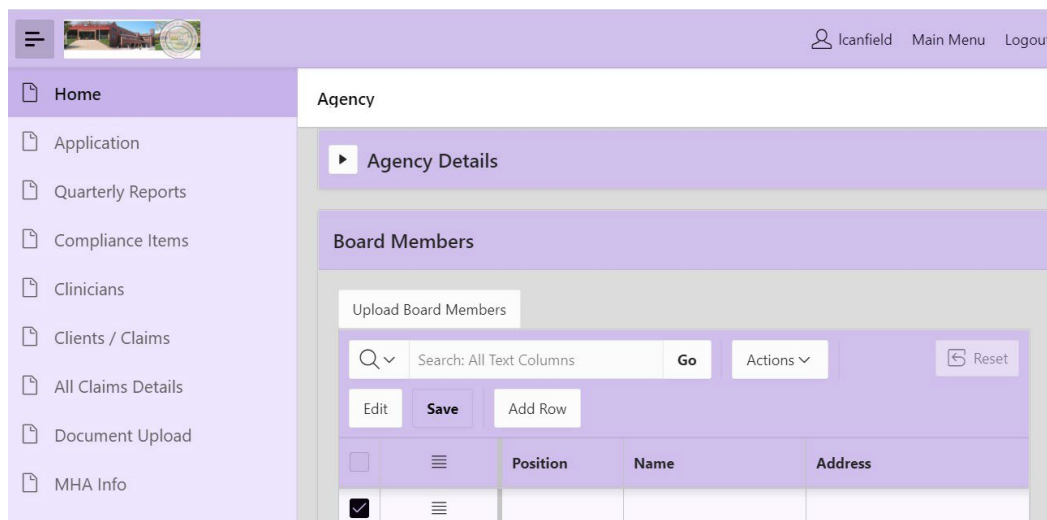 lcanfield Main Menu
Home
Agency
Application
Agency Details
Quarterly Reports
Compliance Items
Board Members
Clinicians
Upload Board Members
Clients / Claims
Search: All Text Columns Go Actions Reset
All Claims Details
Edit Save Add Row
Document Upload
Position Name Address
MHA Info